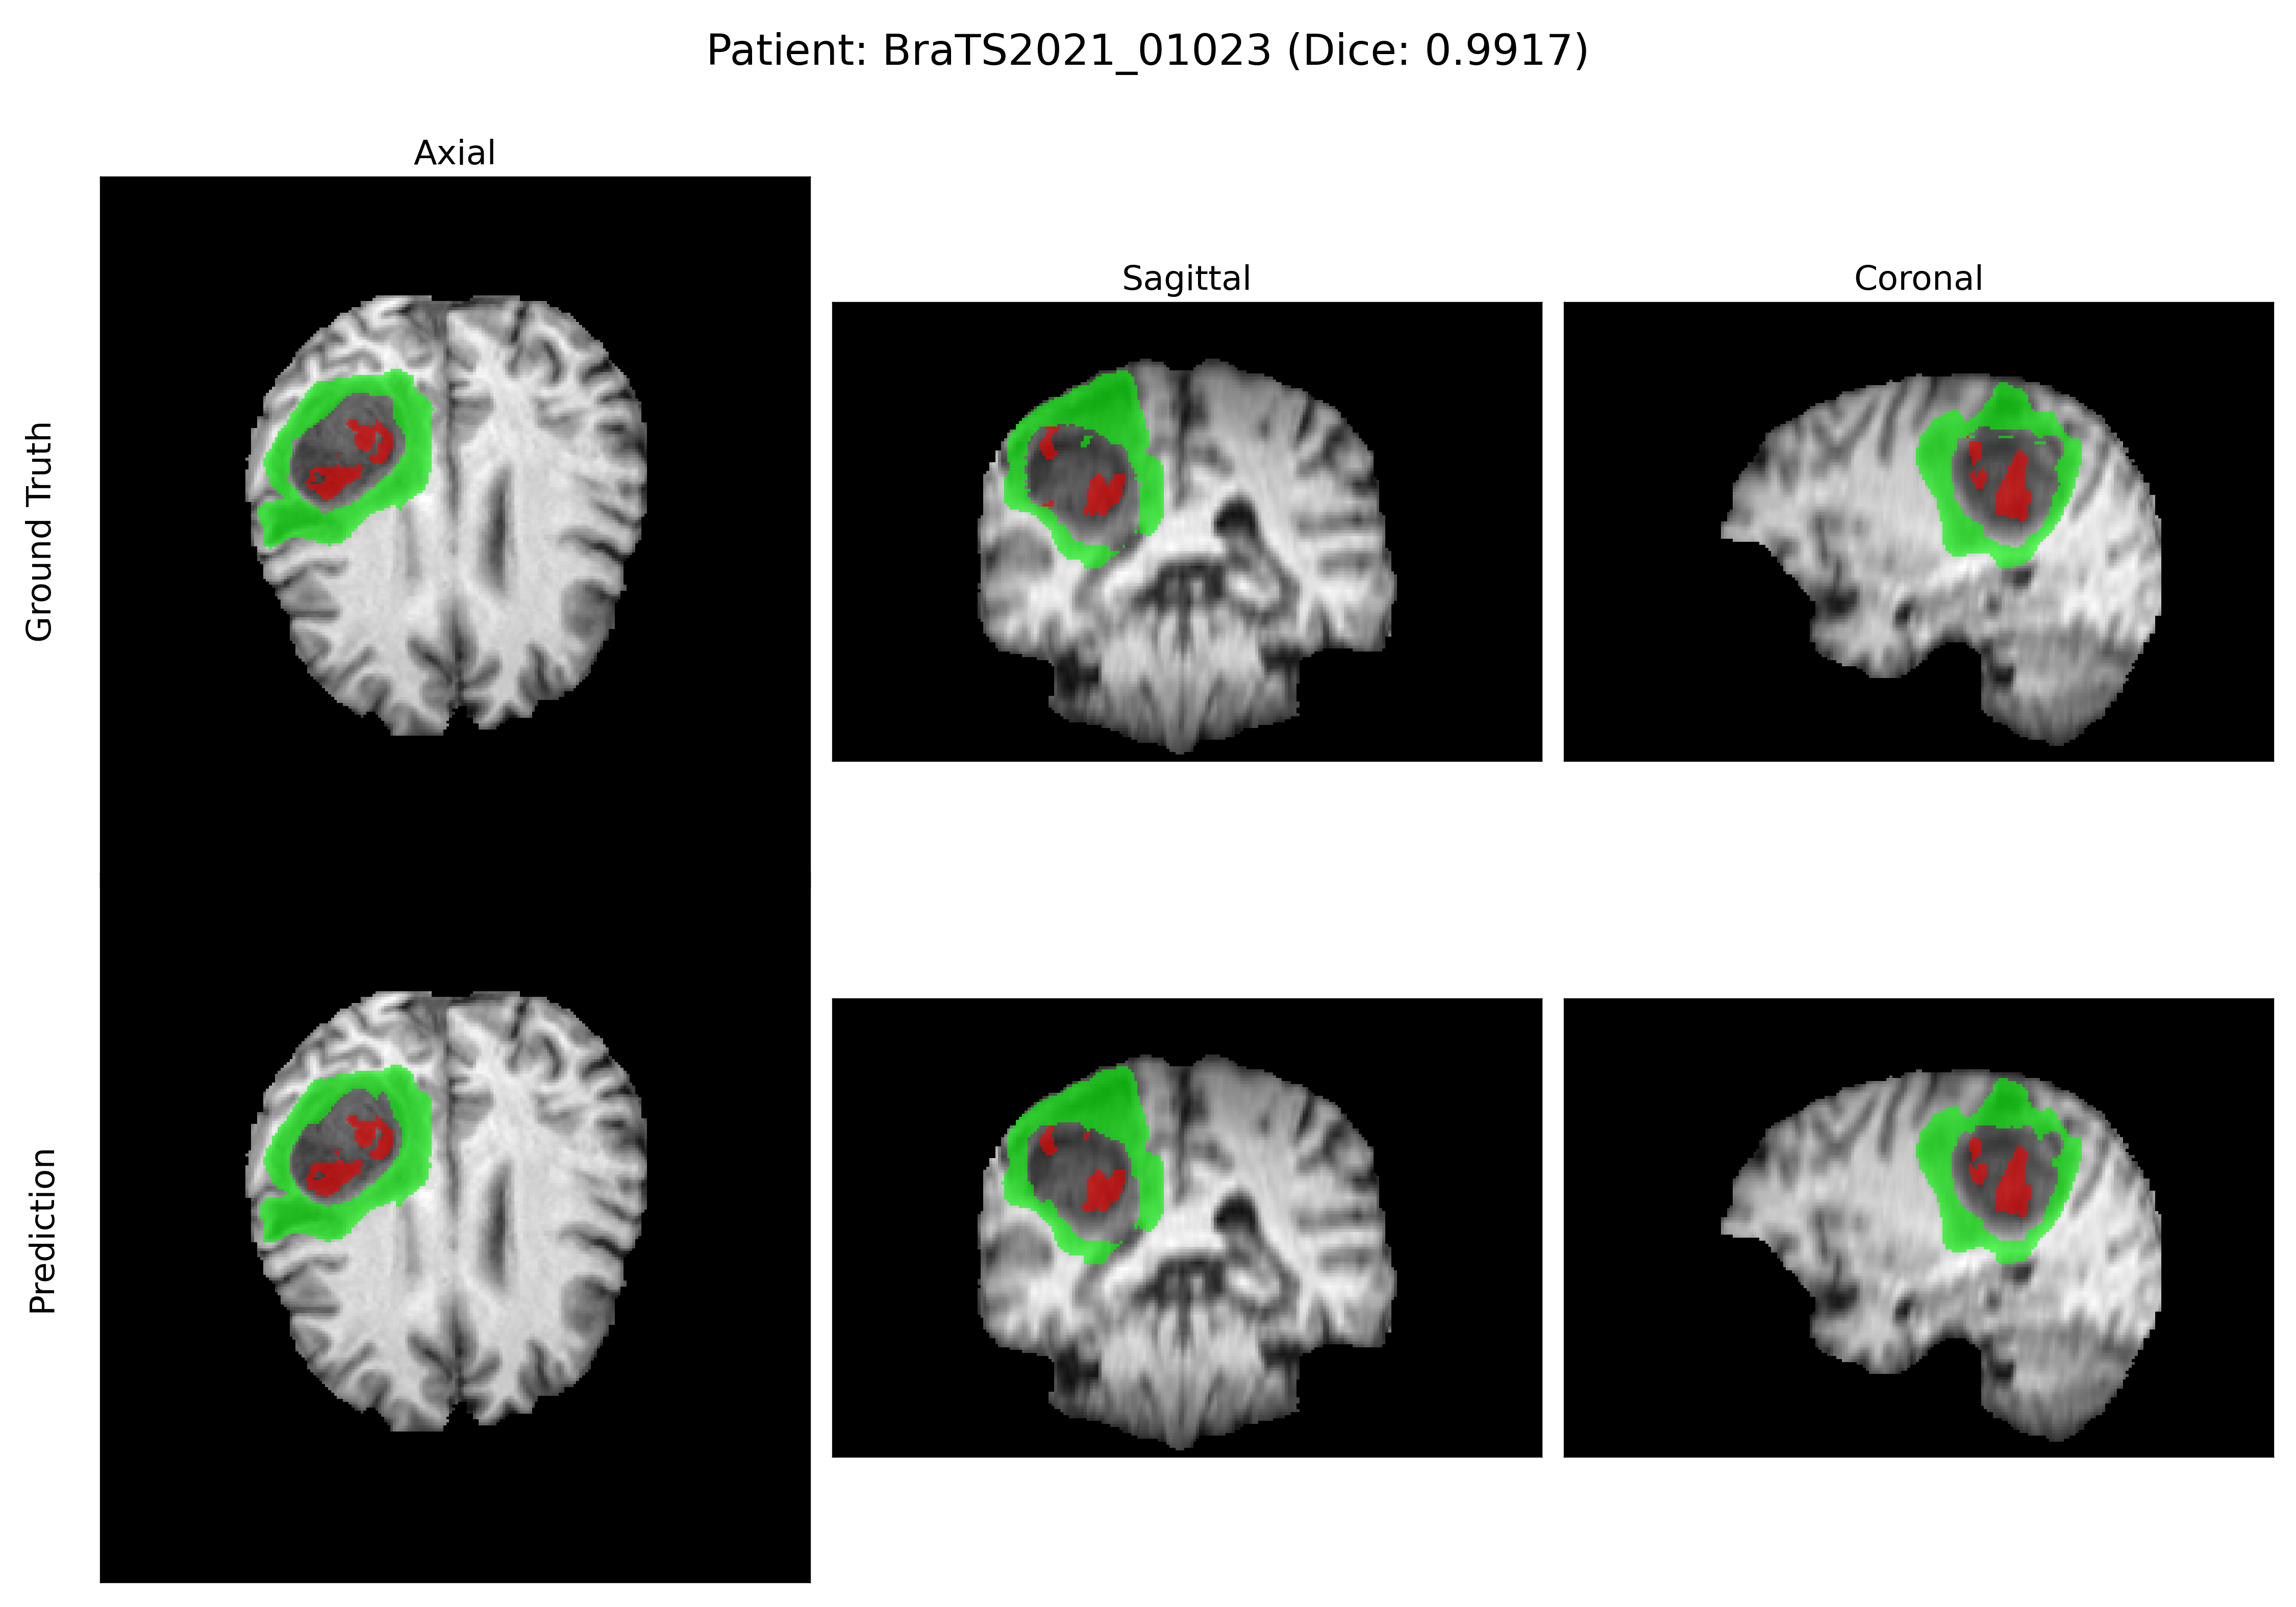 Patient: BraTS2021_01023 (Dice: 0.9917)
Axial
Sagittal
Coronal
Ground Truth
Prediction